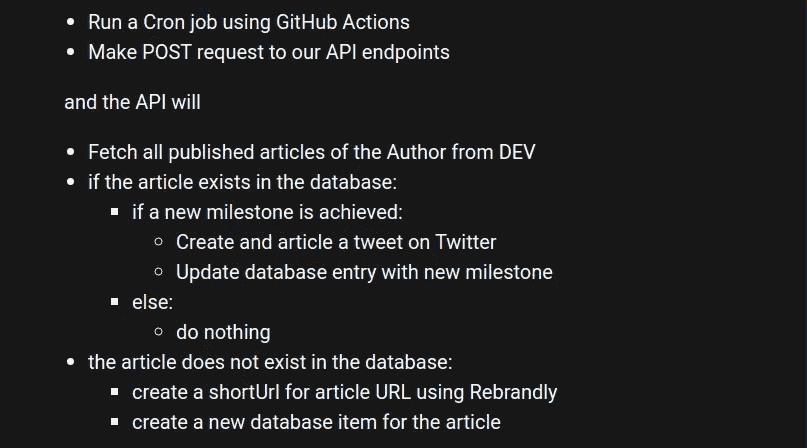 Run a Cron job using GitHub Actions
Make POST request to our API endpoints
and the API will
Fetch all published articles of the Author from DEV
if the article exists in the database:
if a new milestone is achieved:
Create and article a tweet on Twitter
Update database entry with new milestone
else:
do nothing
the article does not exist in the database:
create a shortUrl for article URL using Rebrandly
create a new database item for the article